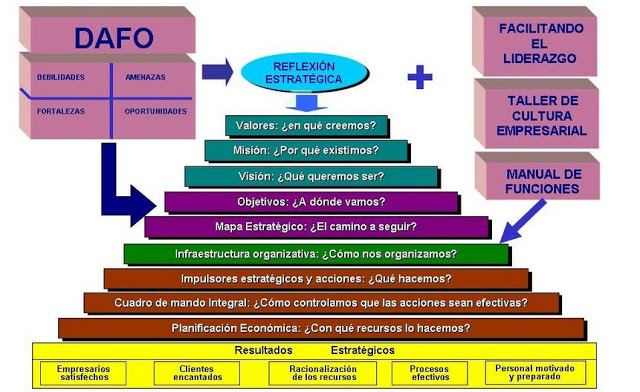 DAFO
DEBILIDADES
AMENAZAS
FORTALEZAS
OPORTUNIDADES
REFLEXIÓN
ESTRATÉGICA
+
FACILITANDO
EL
LIDERAZGO
TALLER DE
CULTURA
EMPRESARIAL
MANUAL DE
FUNCIONES
Valores: ¿en qué creemos?
Misión: ¿Por qué existimos?
Visión: ¿Qué queremos ser?
Objetivos: ¿A dónde vamos?
Mapa Estratégico: ¿El camino a seguir?
Infraestructura organizativa: ¿Cómo nos organizamos?
Impulsores estratégicos y acciones: ¿Qué hacemos?
Cuadro de mando Integral: ¿Cómo controlamos que las acciones sean efectivas?
Planificación Económica: ¿Con qué recursos lo hacemos?
Resultados Estratégicos
Empresarios
satisfechos
Clientes
encantados
Racionalización
de los recursos
Procesos
efectivos
Personal motivado
y preparado